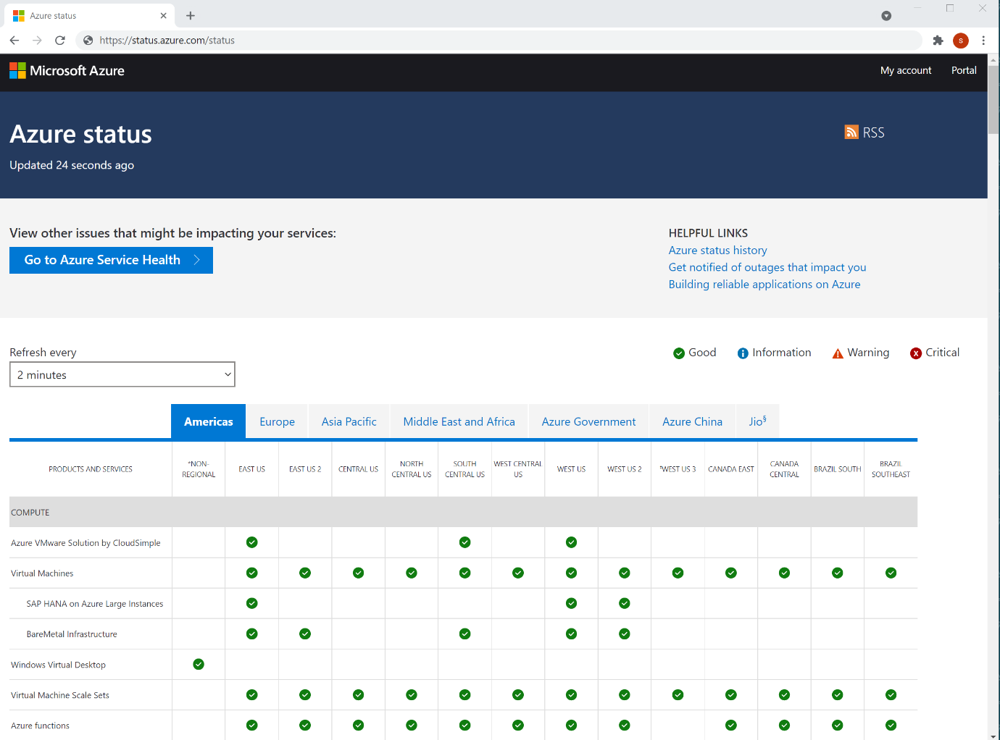 Azure status
https://status.azure.com/status
S
Microsoft Azure
My account
Portal
Azure status
RSS
Updated 24 seconds ago
View other issues that might be impacting your services:
Go to Azure Service Health
HELPFUL LINKS
Azure status history
Get notified of outages that impact you
Building reliable applications on Azure
Refresh every
2 minutes
Good
Information
Warning
Critical
Americas
Europe
Asia Pacific
Middle East and Africa
Azure Government
Azure China
Jio§
PRODUCTS AND SERVICES
*NON-
REGIONAL
EAST US
EAST US 2
CENTRAL US
NORTH
CENTRAL US
SOUTH
CENTRAL US
WEST CENTRAL
US
WEST US
WEST US 2
WEST US 3
CANADA EAST
CANADA
CENTRAL
BRAZIL SOUTH
BRAZIL
SOUTHEAST
COMPUTE
Azure VMware Solution by CloudSimple
Virtual Machines
SAP HANA on Azure Large Instances
BareMetal Infrastructure
Windows Virtual Desktop
Virtual Machine Scale Sets
Azure functions